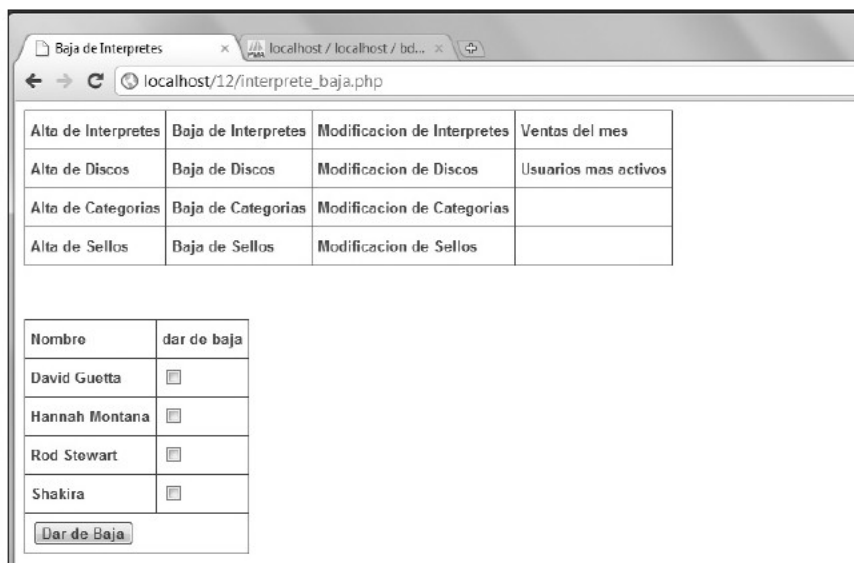 Baja de Interpretes
localhost / localhost / bd...
localhost/12/interprete_baja.php
Alta de Interpretes Baja de Interpretes Modificacion de Interpretes Ventas del mes
Alta de Discos Baja de Discos Modificacion de Discos Usuarios mas activos
Alta de Categorias Baja de Categorias Modificacion de Categorias
Alta de Sellos Baja de Sellos Modificacion de Sellos
Nombre dar de baja
David Guetta
Hannah Montana
Rod Stewart
Shakira
Dar de Baja